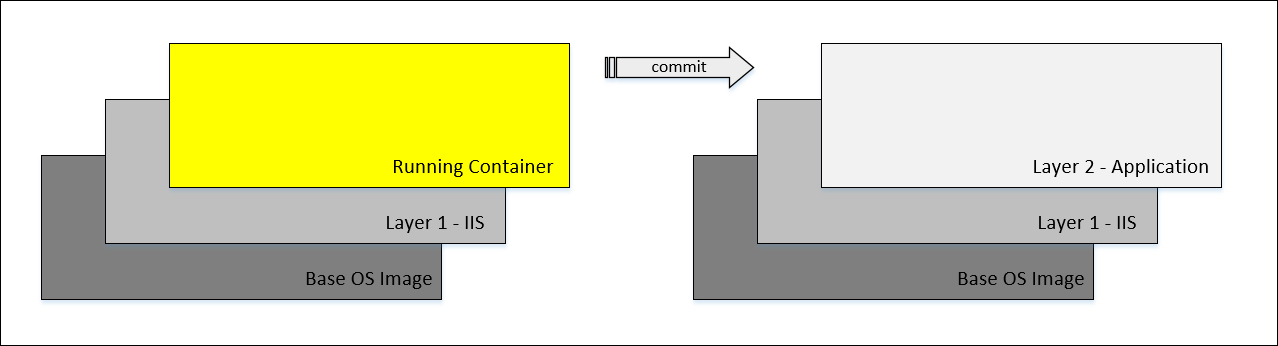 Running Container
Layer 1 - IIS
Base OS Image
commit
Layer 2 - Application
Layer 1 - IIS
Base OS Image